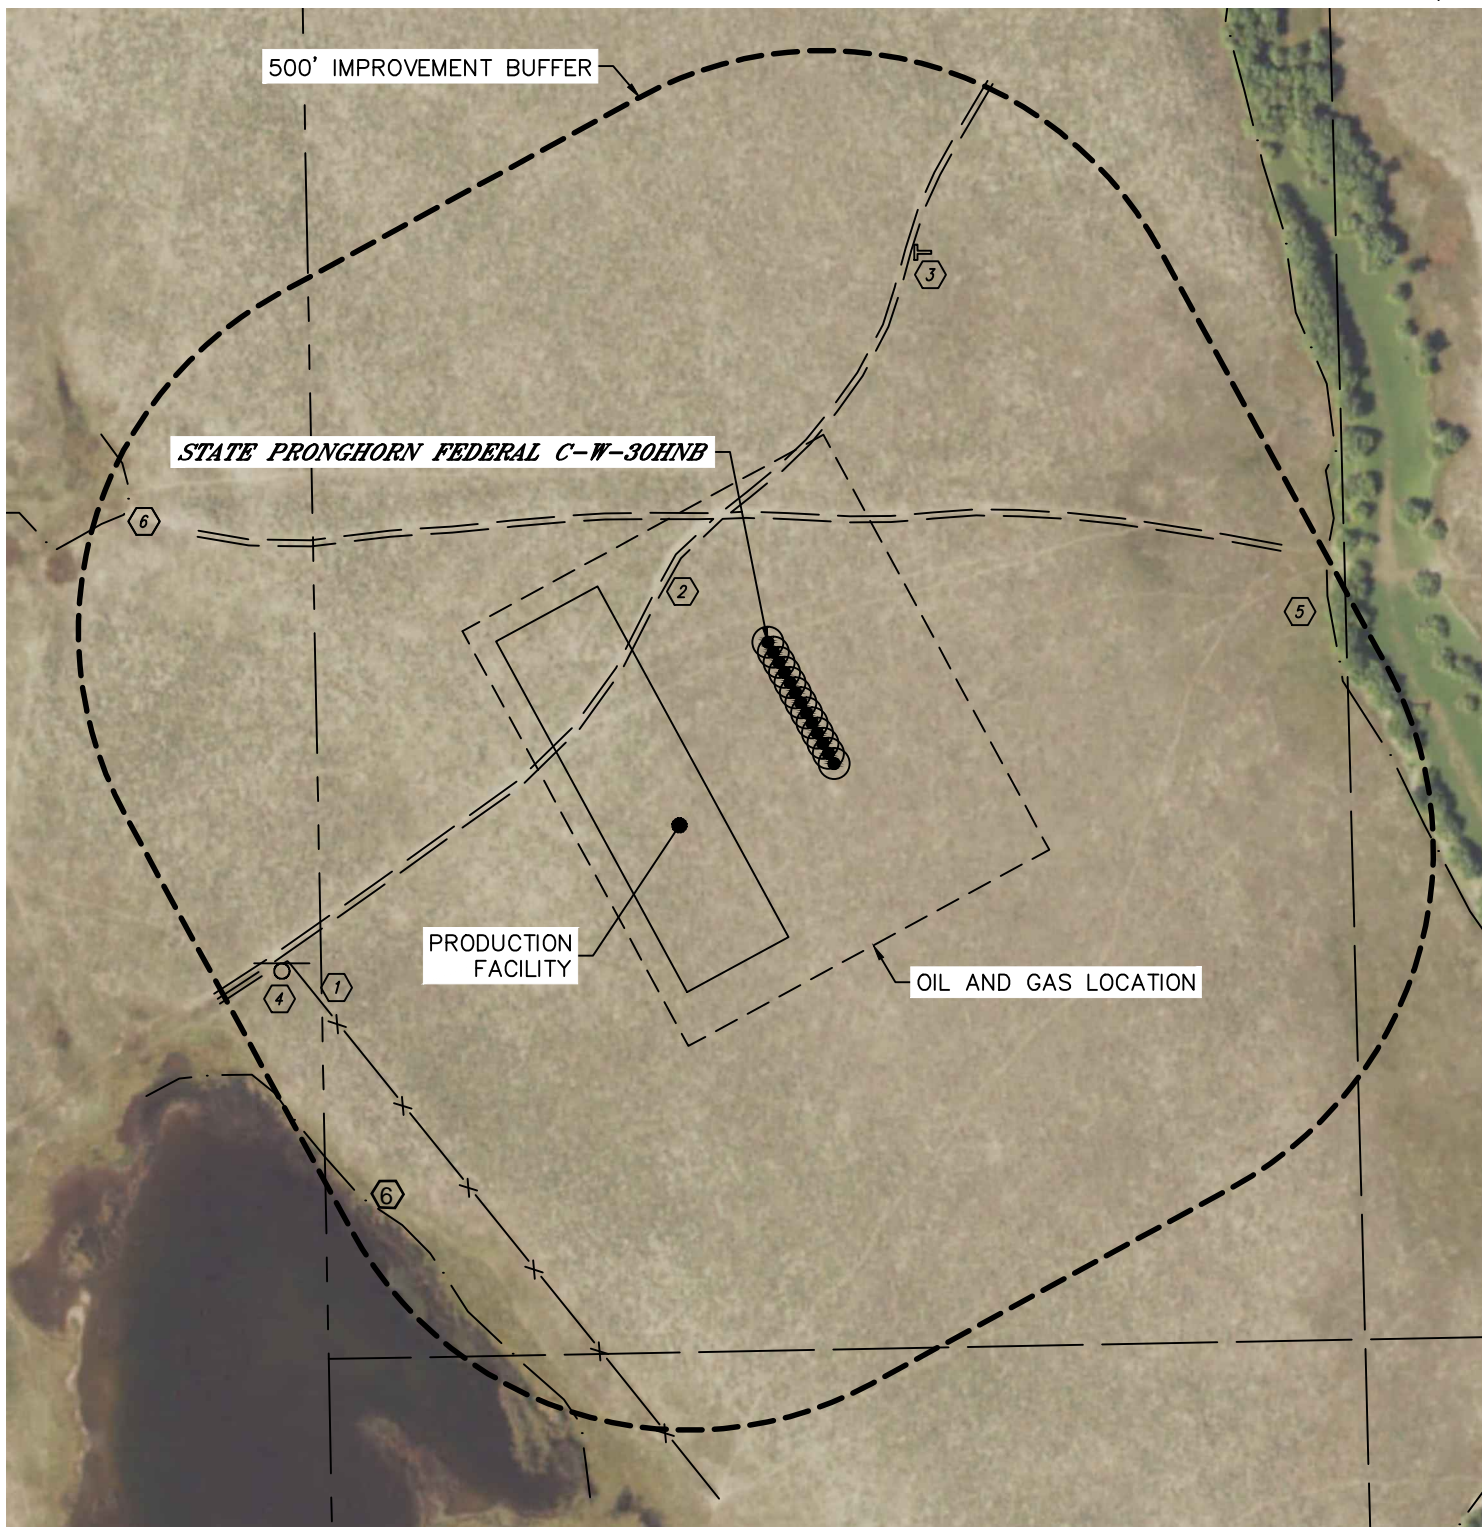 500' IMPROVEMENT BUFFER
3
STATE PRONGHORN FEDERAL C-W-30HNB
6
2
5
PRODUCTION
FACILITY
OIL AND GAS LOCATION
1
4
6